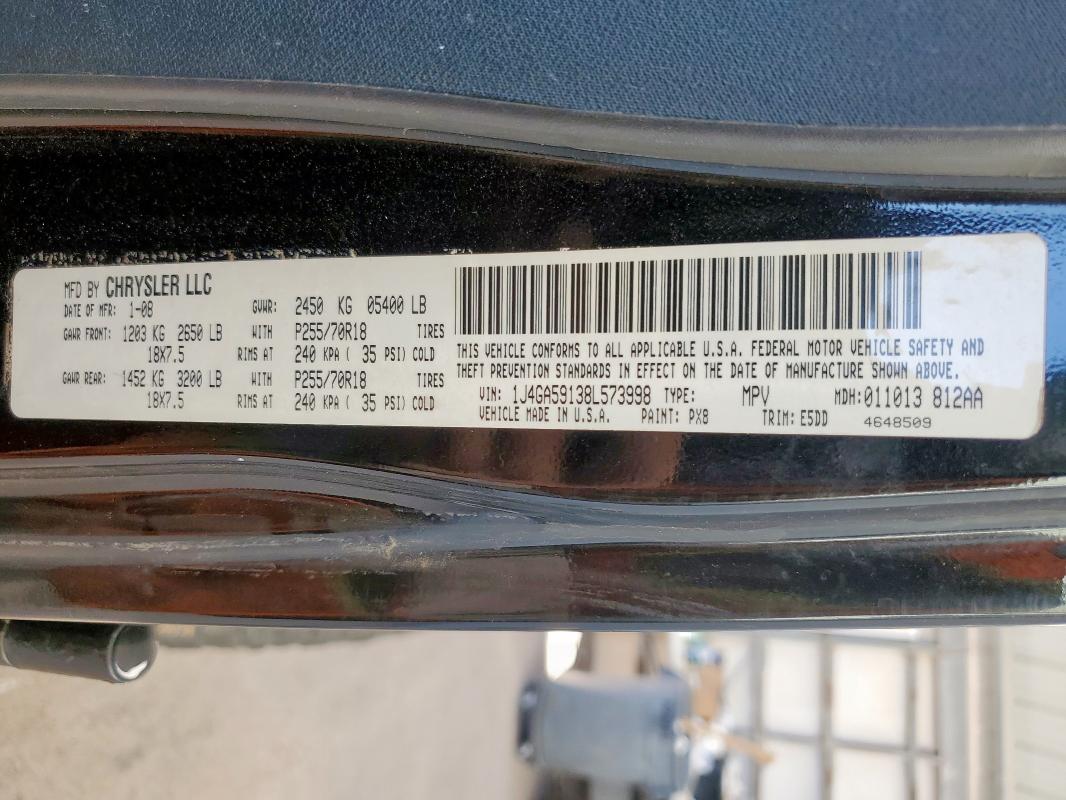 MFD BY CHRYSLER LLC
DATE OF MFR: 1-08 GVWR: 2450 KG 05400 LB
GAWR FRONT: 1203 KG 2650 LB WITH P255/70R18 TIRES
18X7.5 RIMS AT 240 KPA ( 35 PSI) COLD
GAWR REAR: 1452 KG 3200 LB WITH P255/70R18 TIRES
18X7.5 RIMS AT 240 KPA ( 35 PSI) COLD
THIS VEHICLE CONFORMS TO ALL APPLICABLE U.S.A. FEDERAL MOTOR VEHICLE SAFETY AND
THEFT PREVENTION STANDARDS IN EFFECT ON THE DATE OF MANUFACTURE SHOWN ABOVE.
VIN: 1J4GA59138L573998 TYPE: MPV MDH:011013 812AA
VEHICLE MADE IN U.S.A. PAINT: PX8 TRIM: E5DD 4648509